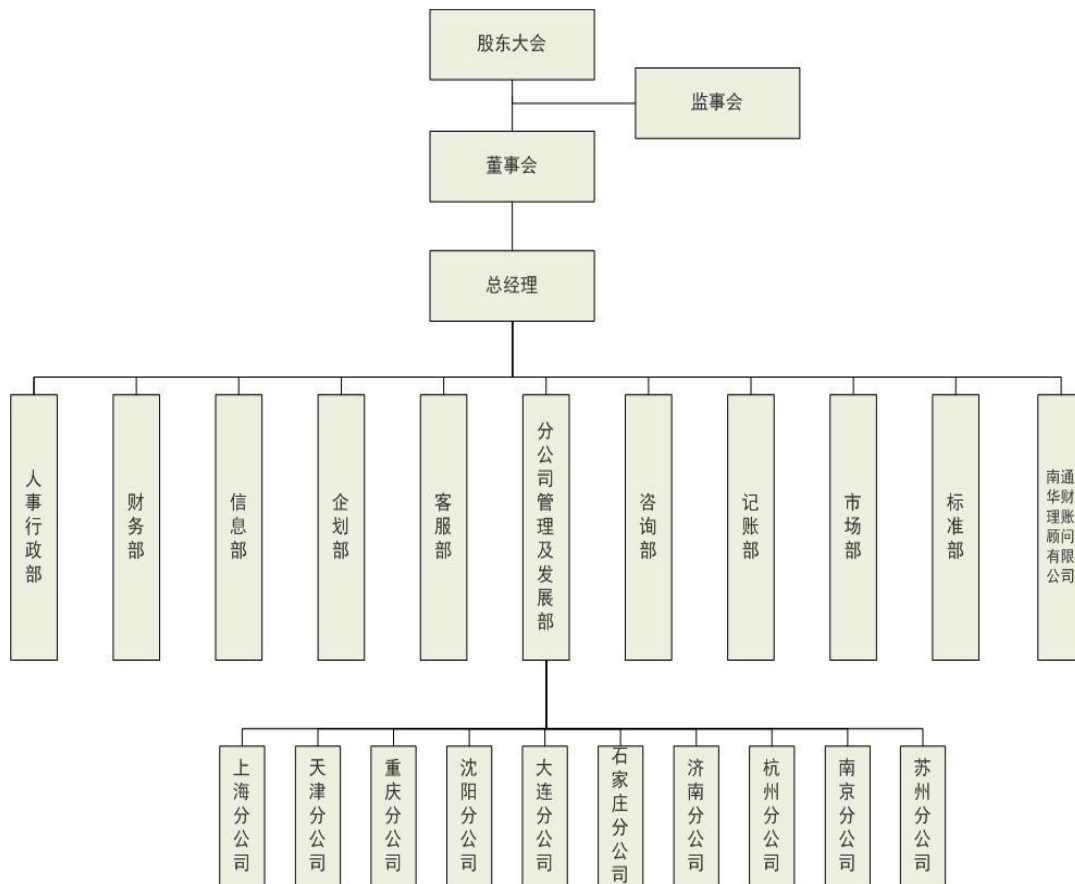 股东大会
监事会
董事会
总经理
人事行政部
财务部
信息部
企划部
客服部
分公司管理及发展部
咨询部
记账部
市场部
标准部
南通
华财
理账
顾问
有限
公司
上海分公司
天津分公司
重庆分公司
沈阳分公司
大连分公司
石家庄分公司
济南分公司
杭州分公司
南京分公司
苏州分公司